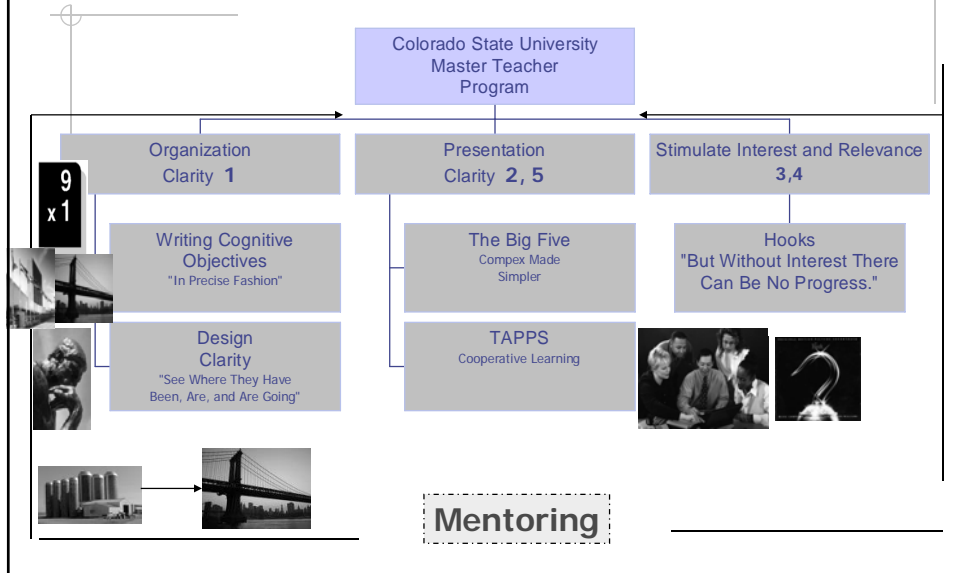 Colorado State University
Master Teacher
Program
Organization
Clarity 1
Presentation
Clarity 2, 5
Stimulate Interest and Relevance
3,4
9
x 1
Writing Cognitive
Objectives
"In Precise Fashion"
The Big Five
Compex Made
Simpler
Hooks
"But Without Interest There
Can Be No Progress."
Design
Clarity
"See Where They Have
Been, Are, and Are Going"
TAPPS
Cooperative Learning
Mentoring